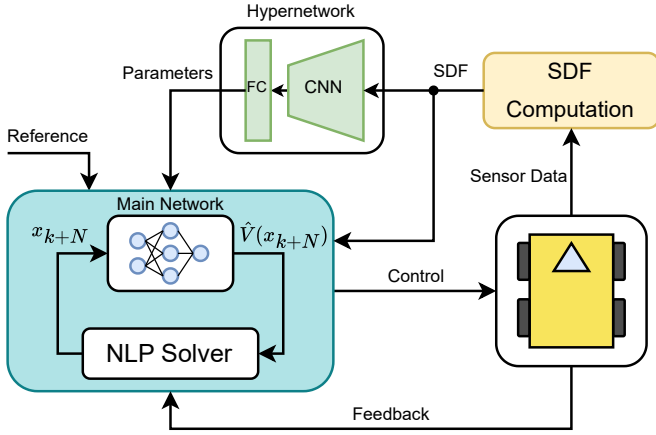 Hypernetwork
Parameters
FC
CNN
SDF
SDF
Computation
Reference
Sensor Data
Main Network
x_{k+N}
V̂(x_{k+N})
Control
NLP Solver
Feedback